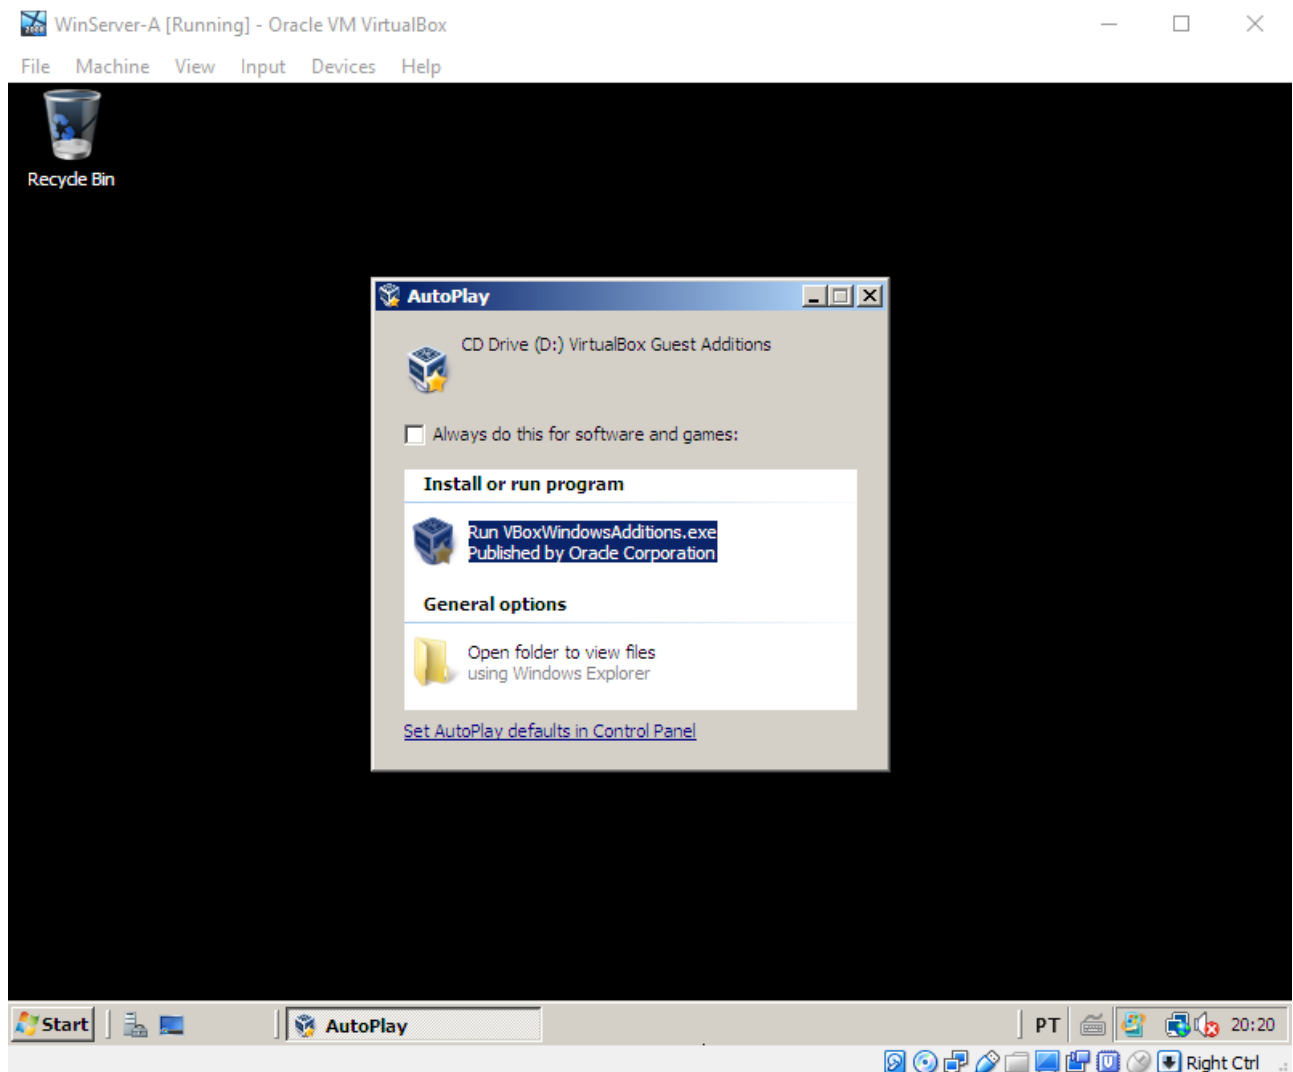 WinServer-A [Running] - Oracle VM VirtualBox
File Machine View Input Devices Help
Recycle Bin
AutoPlay
CD Drive (D:) VirtualBox Guest Additions
Always do this for software and games:
Install or run program
Run VBoxWindowsAdditions.exe
Published by Oracle Corporation
General options
Open folder to view files
using Windows Explorer
Set AutoPlay defaults in Control Panel
Start AutoPlay PT 20:20
Right Ctrl